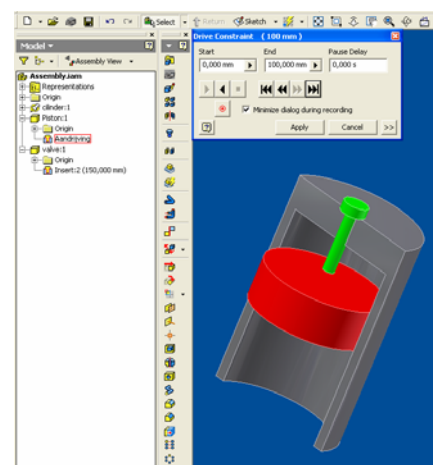 Select
Return
Sketch
Model
Drive Constraint ( 100 mm )
Assembly View
Start
End
Pause Delay
0,000 mm
100,000 mm
0,000 s
Assembly.iam
Representations
Origin
cilinder:1
Piston:1
Origin
Aandrijving
valve:1
Origin
Insert:2 (150,000 mm)
Minimize dialog during recording
Apply
Cancel
>>